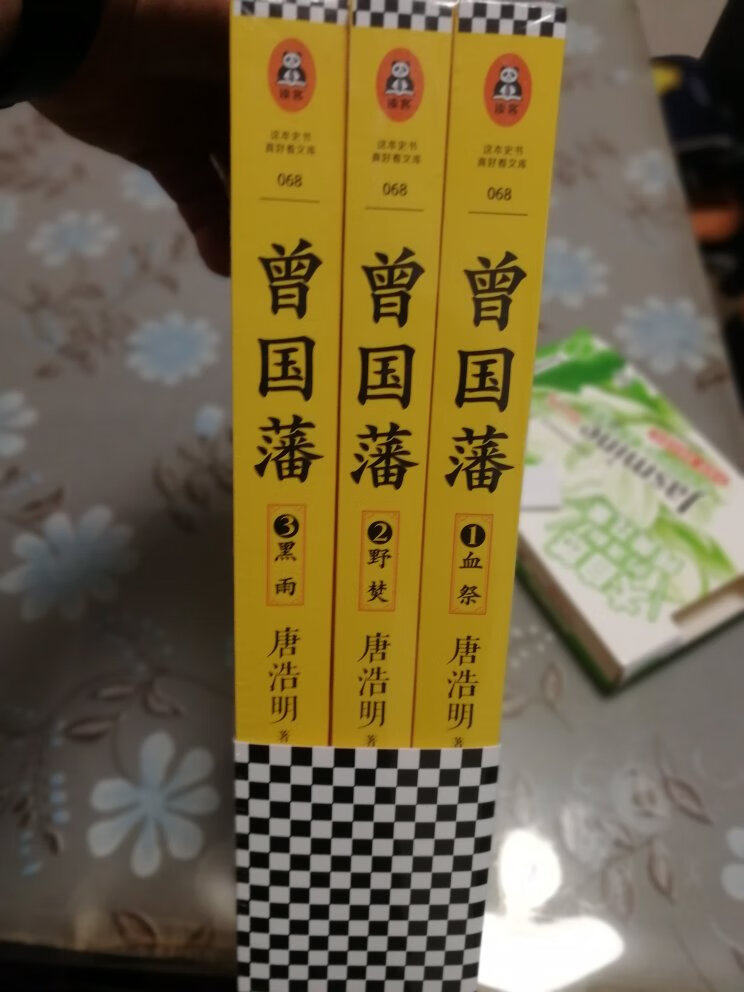 读客
这本史书
真好看文库
068
曾国藩
3 黑雨
唐浩明 著
读客
这本史书
真好看文库
068
曾国藩
2 野焚
唐浩明 著
读客
这本史书
真好看文库
068
曾国藩
1 血祭
唐浩明 著
Jasmine